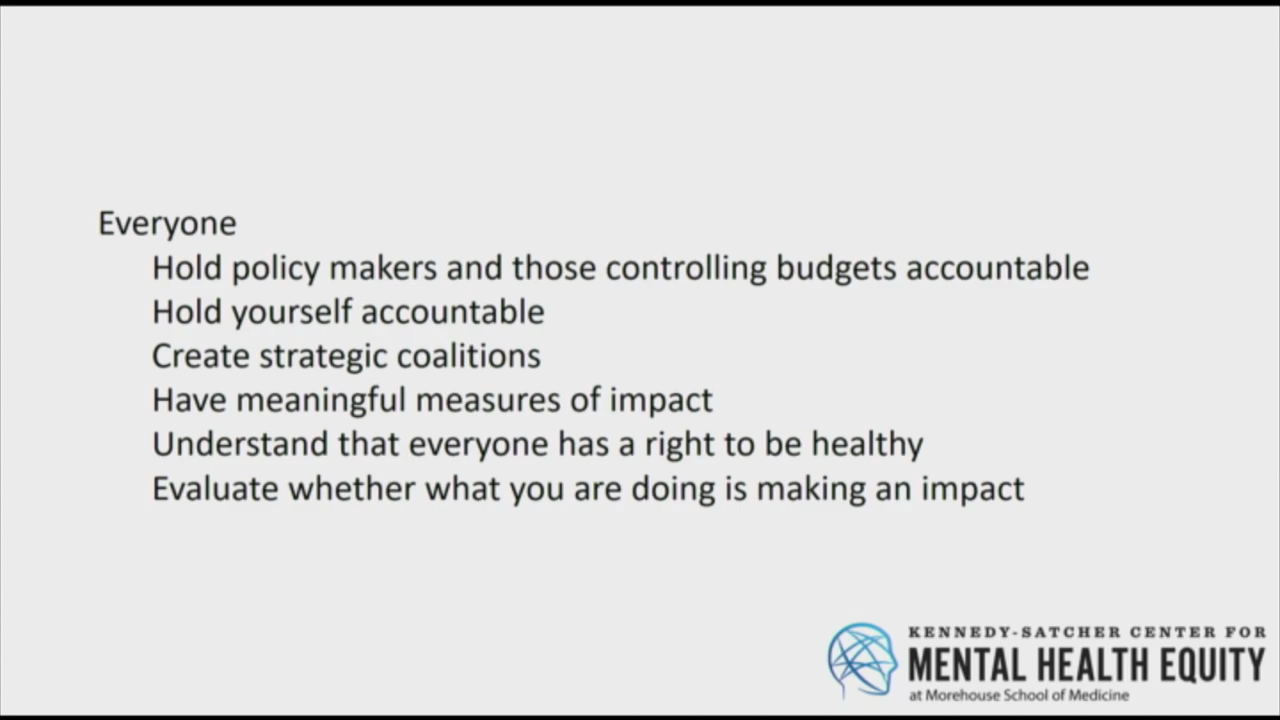 Everyone
Hold policy makers and those controlling budgets accountable
Hold yourself accountable
Create strategic coalitions
Have meaningful measures of impact
Understand that everyone has a right to be healthy
Evaluate whether what you are doing is making an impact
KENNEDY-SATCHER CENTER FOR
MENTAL HEALTH EQUITY
at Morehouse School of Medicine